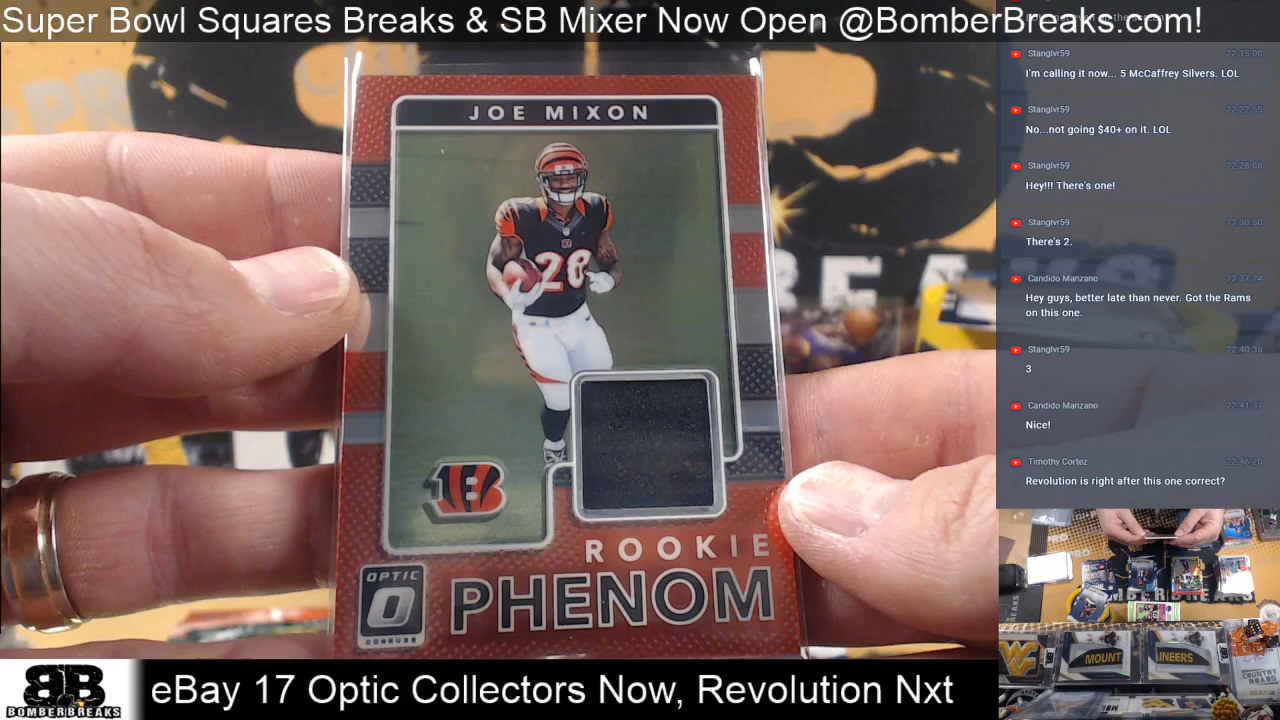 Super Bowl Squares Breaks & SB Mixer Now Open @BomberBreaks.com!
JOE MIXON
28
B
ROOKIE
PHENOM
OPTIC
O
DONRUSS
Stanglvr59 22:15:00
I'm calling it now... 5 McCaffrey Silvers. LOL
Stanglvr59 22:22:55
No...not going $40+ on it. LOL
Stanglvr59 22:28:08
Hey!!! There's one!
Stanglvr59 22:30:50
There's 2.
Candido Manzano 22:37:24
Hey guys, better late than never. Got the Rams
on this one.
Stanglvr59 22:40:36
3
Candido Manzano 22:41:37
Nice!
Timothy Cortez 22:46:20
Revolution is right after this one correct?
MOUNT
AINEERS
COUNTRY
ROADS
BB
BOMBERBREAKS
eBay 17 Optic Collectors Now, Revolution Nxt